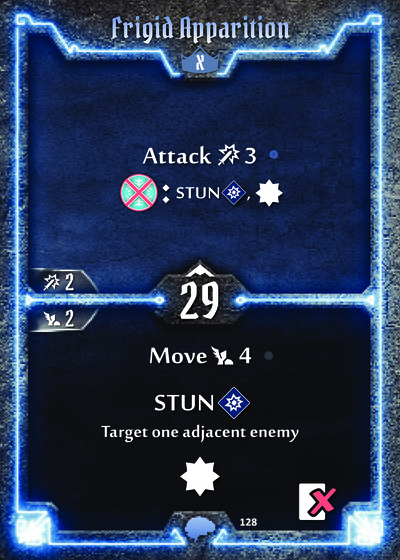 Frigid Apparition
X
Attack 3
: STUN,
2
29
2
Move 4
STUN
Target one adjacent enemy
128